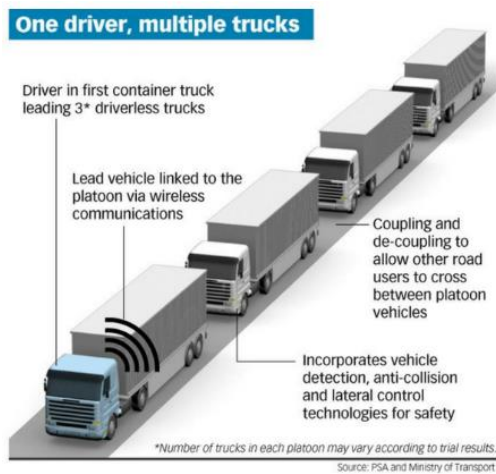 One driver, multiple trucks
Driver in first container truck
leading 3* driverless trucks
Lead vehicle linked to the
platoon via wireless
communications
Coupling and
de-coupling to
allow other road
users to cross
between platoon
vehicles
Incorporates vehicle
detection, anti-collision
and lateral control
technologies for safety
*Number of trucks in each platoon may vary according to trial results.
Source: PSA and Ministry of Transport